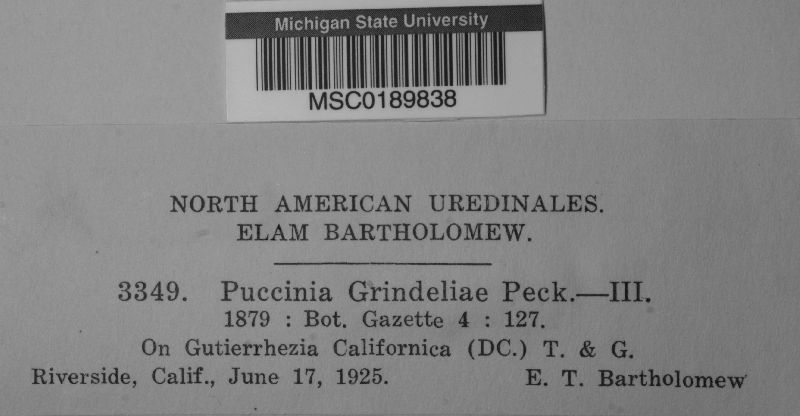 Michigan State University
MSC0189838
NORTH AMERICAN UREDINALES.
ELAM BARTHOLOMEW.
3349. Puccinia Grindeliae Peck.—III.
1879 : Bot. Gazette 4 : 127.
On Gutierrhezia Californica (DC.) T. & G.
Riverside, Calif., June 17, 1925. E. T. Bartholomew